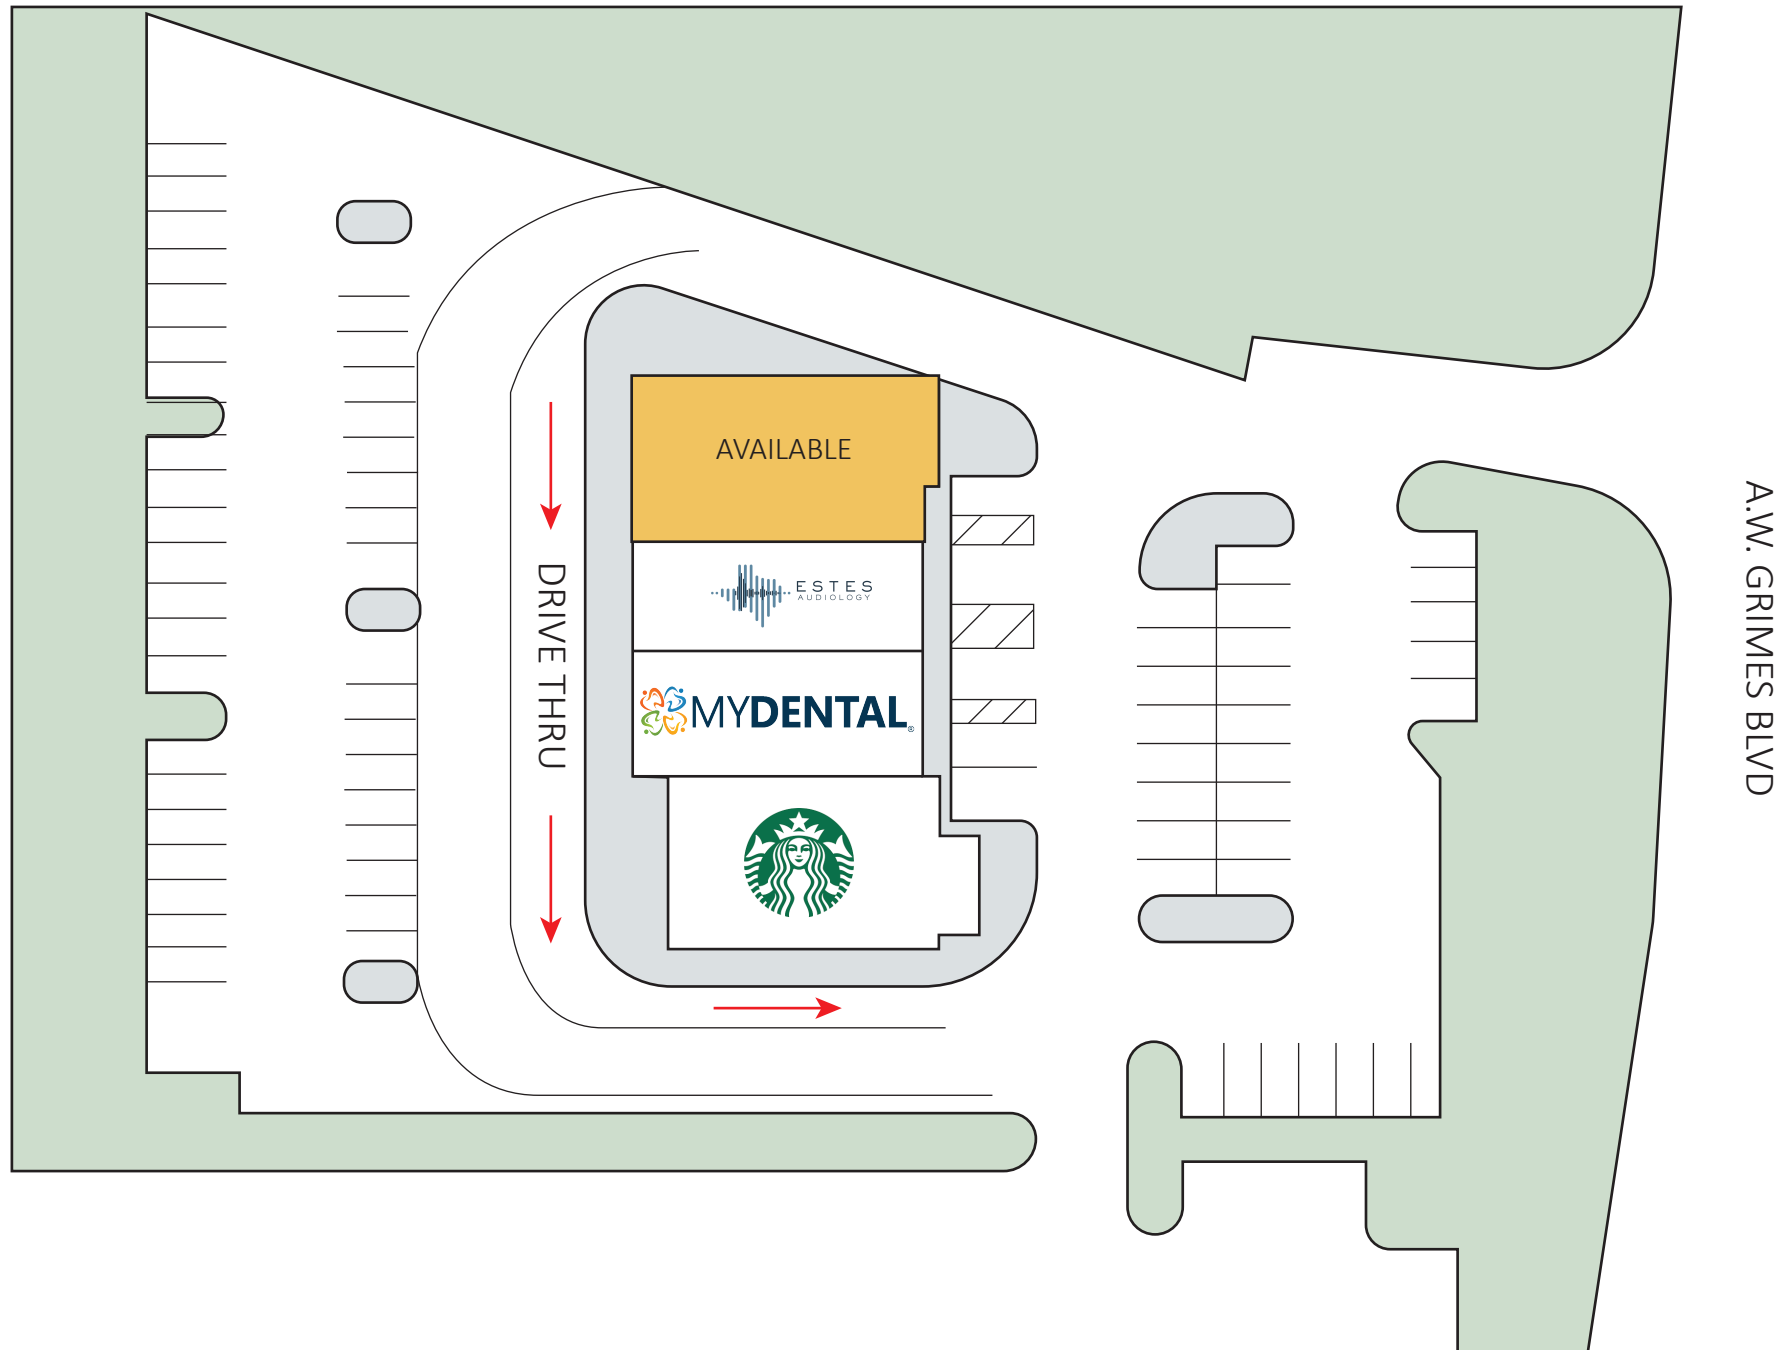 AVAILABLE
ESTES
AUDIOLOGY
MYDENTAL®
DRIVE THRU
A.W. GRIMES BLVD